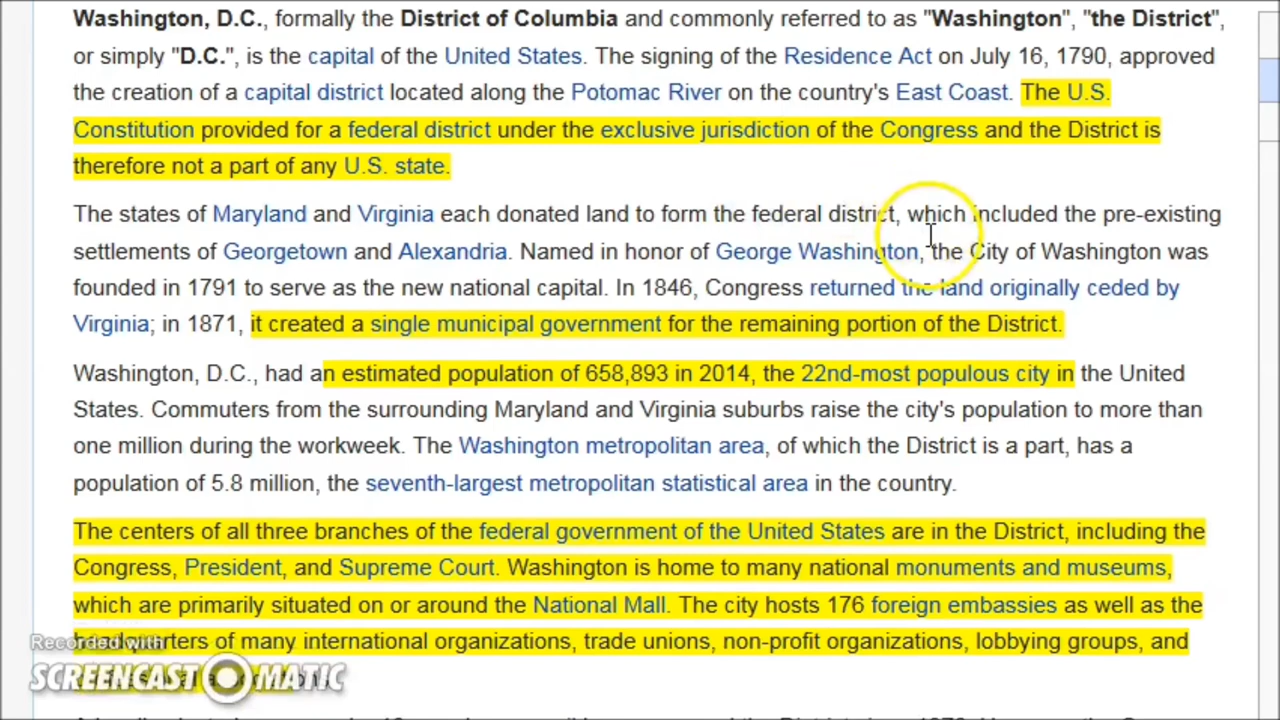 Washington, D.C., formally the District of Columbia and commonly referred to as "Washington", "the District",
or simply "D.C.", is the capital of the United States. The signing of the Residence Act on July 16, 1790, approved
the creation of a capital district located along the Potomac River on the country's East Coast. The U.S.
Constitution provided for a federal district under the exclusive jurisdiction of the Congress and the District is
therefore not a part of any U.S. state.
The states of Maryland and Virginia each donated land to form the federal district, which included the pre-existing
settlements of Georgetown and Alexandria. Named in honor of George Washington, the City of Washington was
founded in 1791 to serve as the new national capital. In 1846, Congress returned the land originally ceded by
Virginia; in 1871, it created a single municipal government for the remaining portion of the District.
Washington, D.C., had an estimated population of 658,893 in 2014, the 22nd-most populous city in the United
States. Commuters from the surrounding Maryland and Virginia suburbs raise the city's population to more than
one million during the workweek. The Washington metropolitan area, of which the District is a part, has a
population of 5.8 million, the seventh-largest metropolitan statistical area in the country.
The centers of all three branches of the federal government of the United States are in the District, including the
Congress, President, and Supreme Court. Washington is home to many national monuments and museums,
which are primarily situated on or around the National Mall. The city hosts 176 foreign embassies as well as the
of many international organizations, trade unions, non-profit organizations, lobbying groups, and
Recorded with
SCREENCAST-O-MATIC